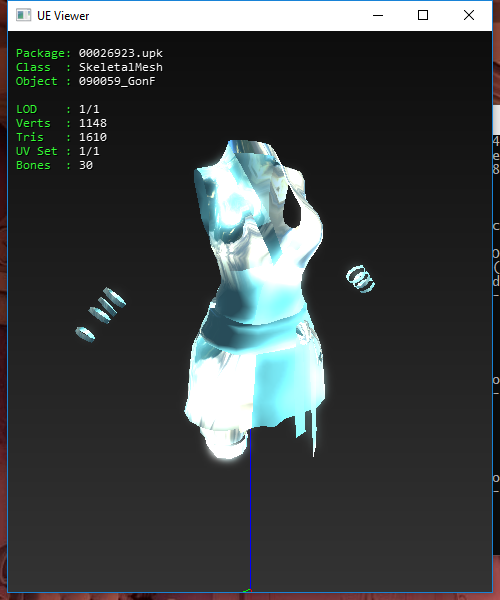 UE Viewer
Package: 00026923.upk
Class : SkeletalMesh
Object : 090059_GonF
LOD : 1/1
Verts : 1148
Tris : 1610
UV Set : 1/1
Bones : 30